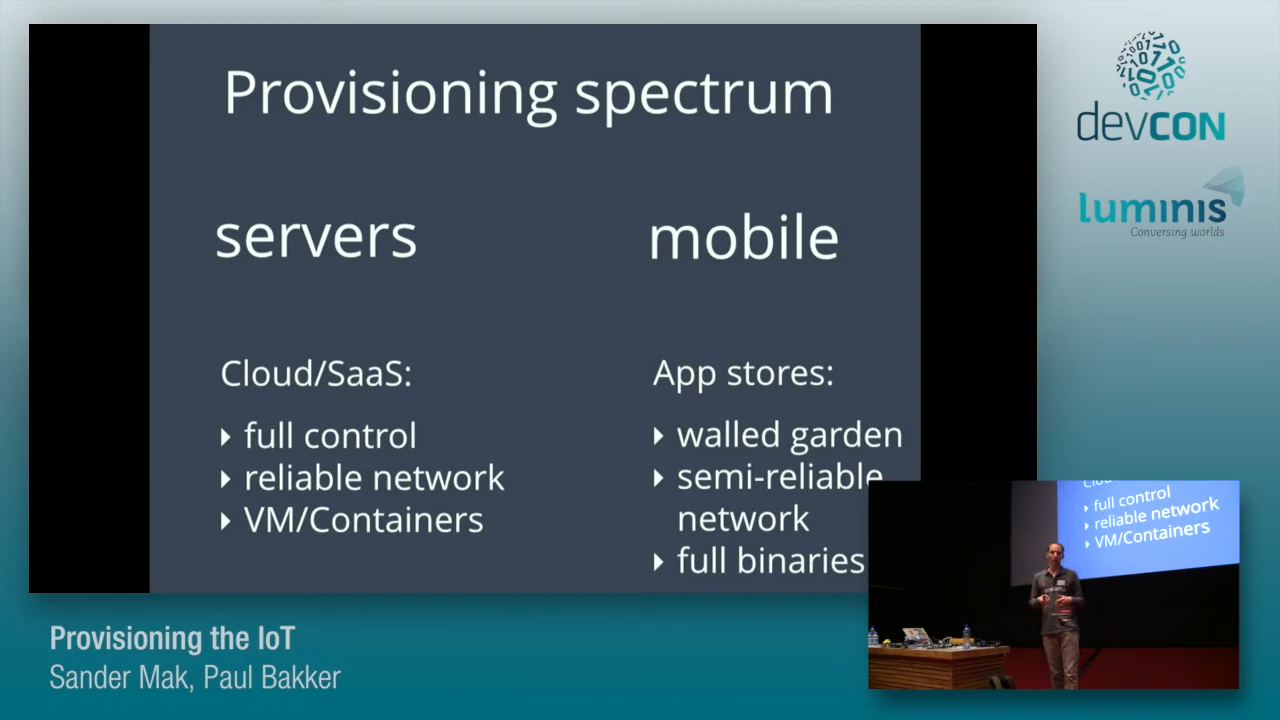 Provisioning spectrum
servers
mobile
Cloud/SaaS:
full control
reliable network
VM/Containers
App stores:
walled garden
semi-reliable
network
full binaries
devcon
luminis
Conversing worlds
full control
reliable network
VM/Containers
Provisioning the IoT
Sander Mak, Paul Bakker